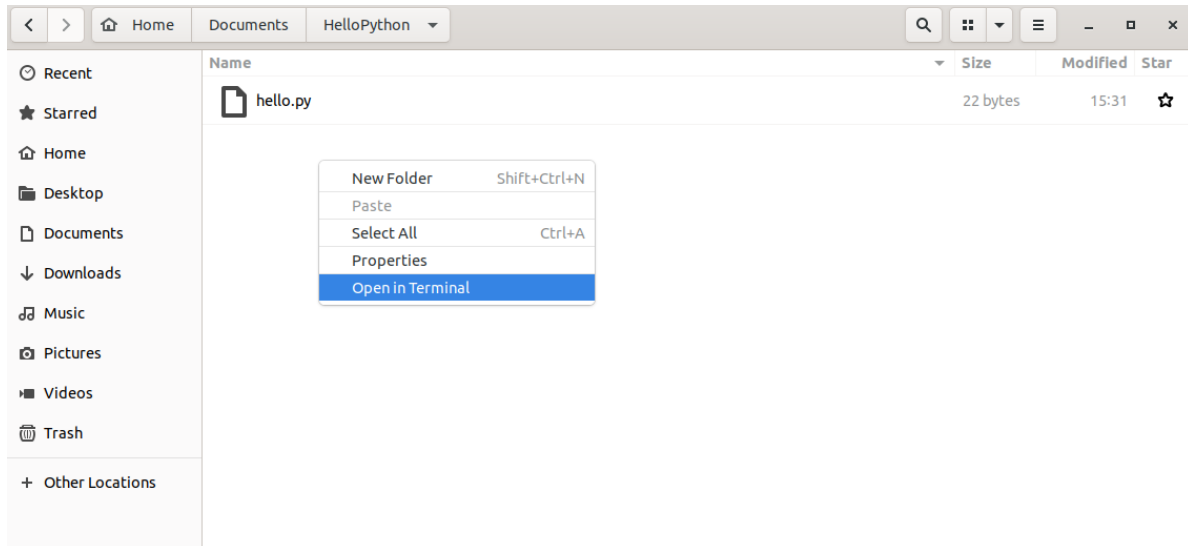 Home Documents HelloPython
Name Size Modified Star
hello.py 22 bytes 15:31
Recent
Starred
Home
Desktop
Documents
Downloads
Music
Pictures
Videos
Trash
+ Other Locations
New Folder Shift+Ctrl+N
Paste
Select All Ctrl+A
Properties
Open in Terminal